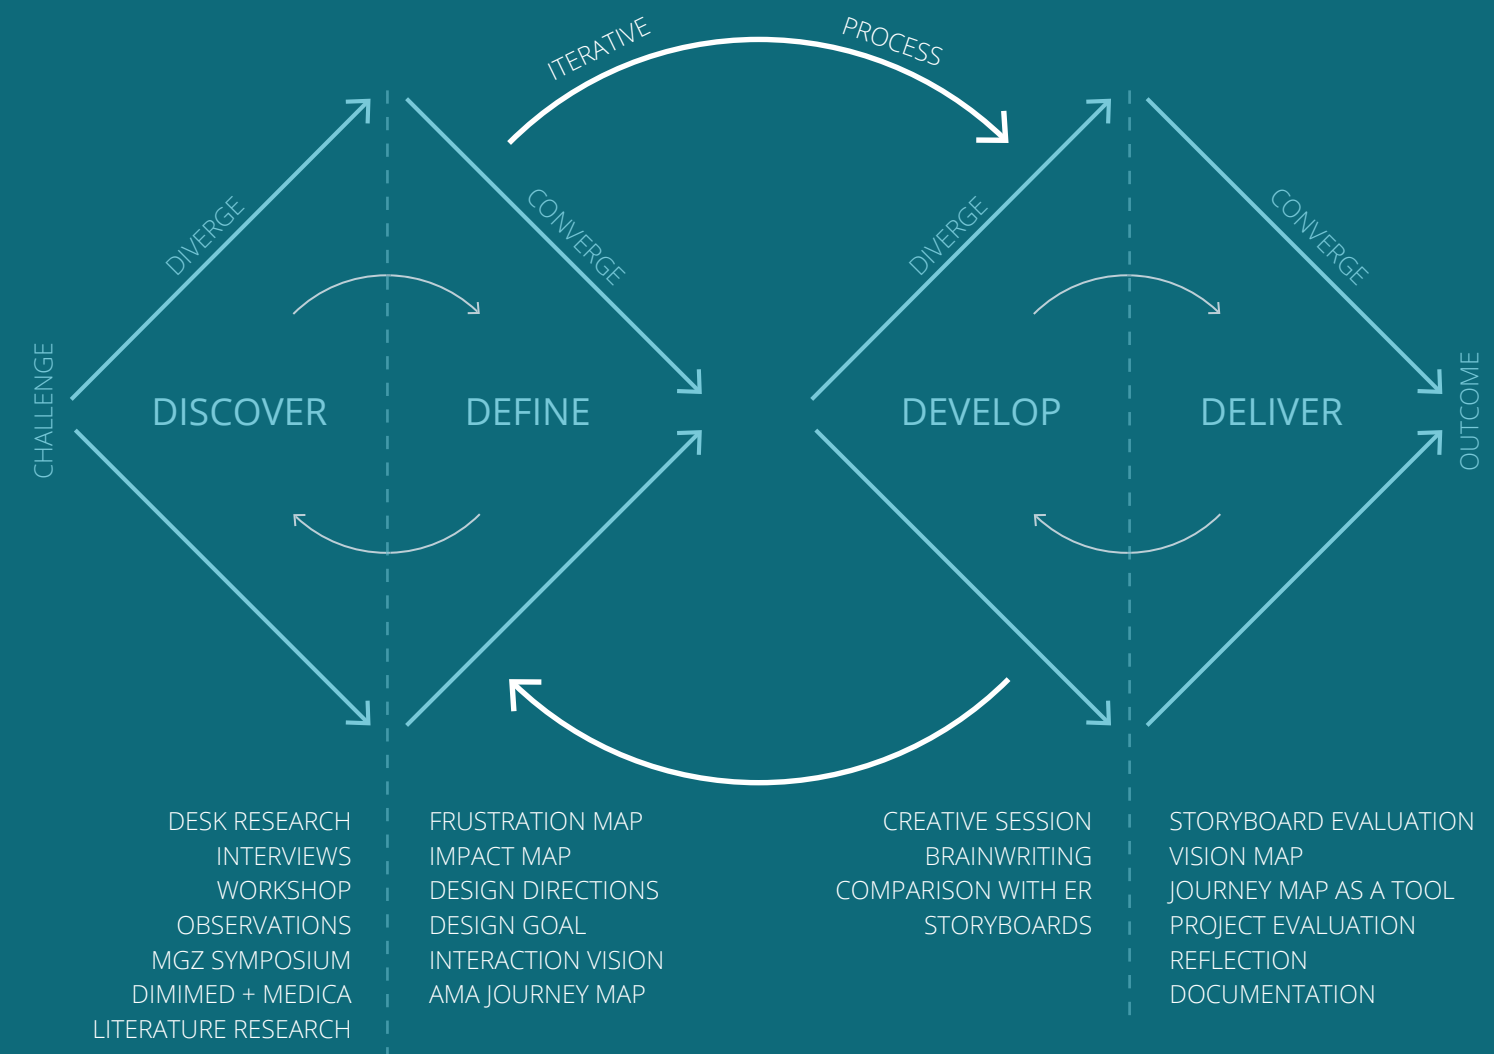 ITERATIVE PROCESS
DIVERGE
CONVERGE
DIVERGE
CONVERGE
CHALLENGE
DISCOVER
DEFINE
DEVELOP
DELIVER
OUTCOME
DESK RESEARCH
INTERVIEWS
WORKSHOP
OBSERVATIONS
MGZ SYMPOSIUM
DIMIMED + MEDICA
LITERATURE RESEARCH
FRUSTRATION MAP
IMPACT MAP
DESIGN DIRECTIONS
DESIGN GOAL
INTERACTION VISION
AMA JOURNEY MAP
CREATIVE SESSION
BRAINWRITING
COMPARISON WITH ER
STORYBOARDS
STORYBOARD EVALUATION
VISION MAP
JOURNEY MAP AS A TOOL
PROJECT EVALUATION
REFLECTION
DOCUMENTATION